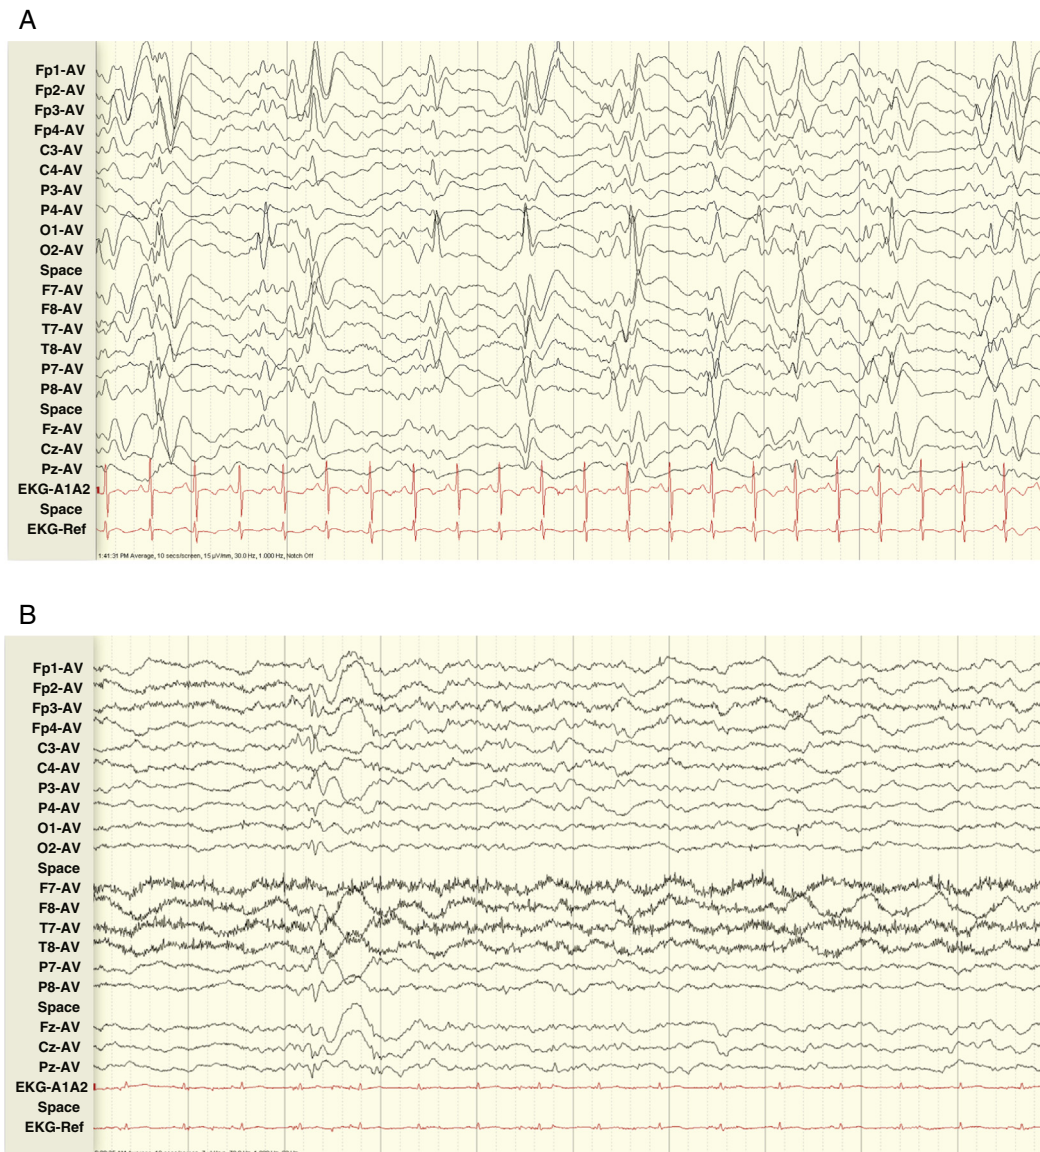 A
Fp1-AV
Fp2-AV
Fp3-AV
Fp4-AV
C3-AV
C4-AV
P3-AV
P4-AV
O1-AV
O2-AV
Space
F7-AV
F8-AV
T7-AV
T8-AV
P7-AV
P8-AV
Space
Fz-AV
Cz-AV
Pz-AV
EKG-A1A2
Space
EKG-Ref
1:41:31 PM Average, 10 secs/screen, 15 µV/mm, 30.0 Hz, 1.000 Hz, Notch Off
B
Fp1-AV
Fp2-AV
Fp3-AV
Fp4-AV
C3-AV
C4-AV
P3-AV
P4-AV
O1-AV
O2-AV
Space
F7-AV
F8-AV
T7-AV
T8-AV
P7-AV
P8-AV
Space
Fz-AV
Cz-AV
Pz-AV
EKG-A1A2
Space
EKG-Ref